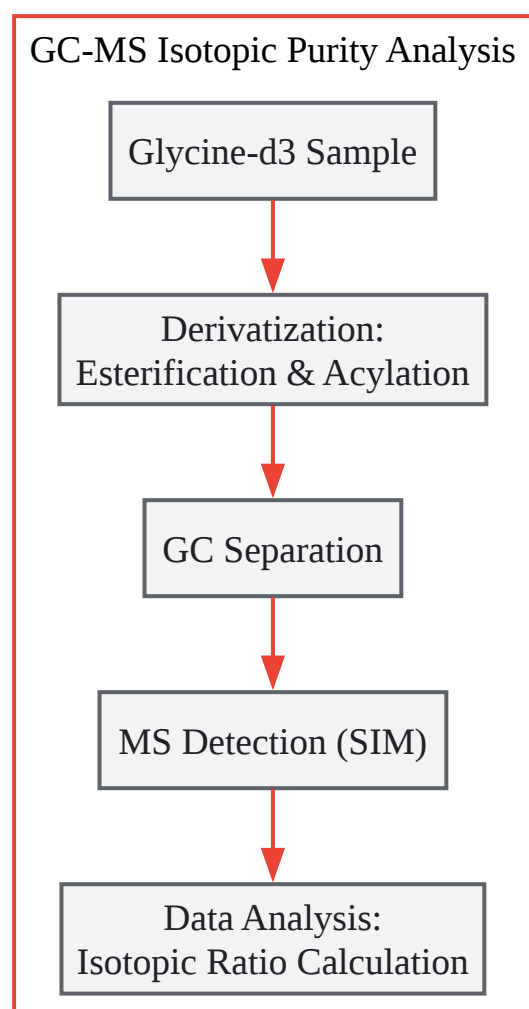 GC-MS Isotopic Purity Analysis
Glycine-d3 Sample
Derivatization:
Esterification & Acylation
GC Separation
MS Detection (SIM)
Data Analysis:
Isotopic Ratio Calculation